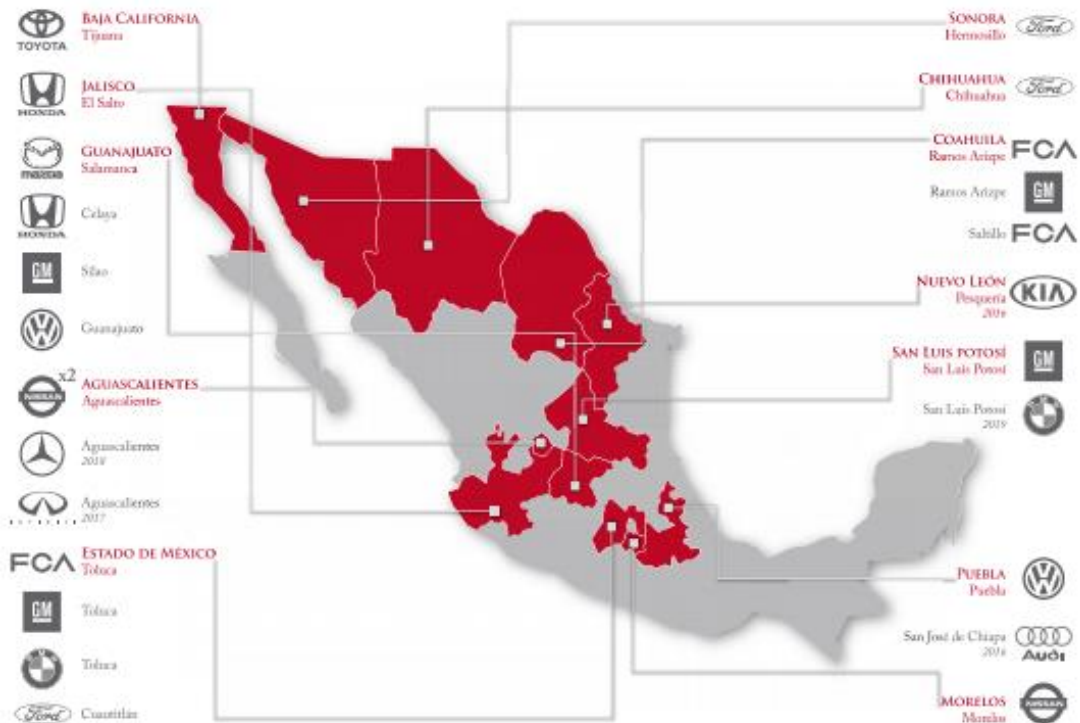 TOYOTA
BAJA CALIFORNIA
Tijuana
HONDA
JALISCO
El Salto
mazda
GUANAJUATO
Salamanca
HONDA
Celaya
GM
Silao
Guanajuato
NISSAN
x2
AGUASCALIENTES
Aguascalientes
Aguascalientes
2018
Aguascalientes
2017
FCA
ESTADO DE MÉXICO
Toluca
GM
Toluca
Toluca
Ford
Cuautitlán
SONORA
Hermosillo
Ford
CHIHUAHUA
Chihuahua
Ford
COAHUILA
Ramos Arizpe
FCA
Ramos Arizpe
GM
Saltillo
FCA
NUEVO LEÓN
Pesquería
2016
KIA
SAN LUIS POTOSÍ
San Luis Potosí
GM
San Luis Potosí
2019
PUEBLA
Puebla
San José de Chiapa
2016
Audi
MORELOS
Morelos
NISSAN